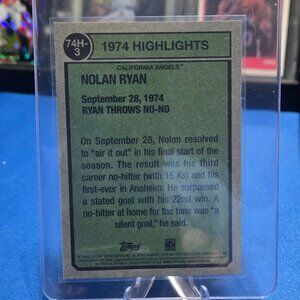 74H-
3
1974 HIGHLIGHTS
CALIFORNIA ANGELS™
NOLAN RYAN
September 28, 1974
RYAN THROWS NO-NO
On September 28, Nolan resolved
to "air it out" in his final start of the
season. The result was his third
career no-hitter (with 15 Ks) and his
first-ever in Anaheim. He surpassed
a stated goal with his 22nd win. A
no-hitter at home for the fans was "a
silent goal," he said.
Topps